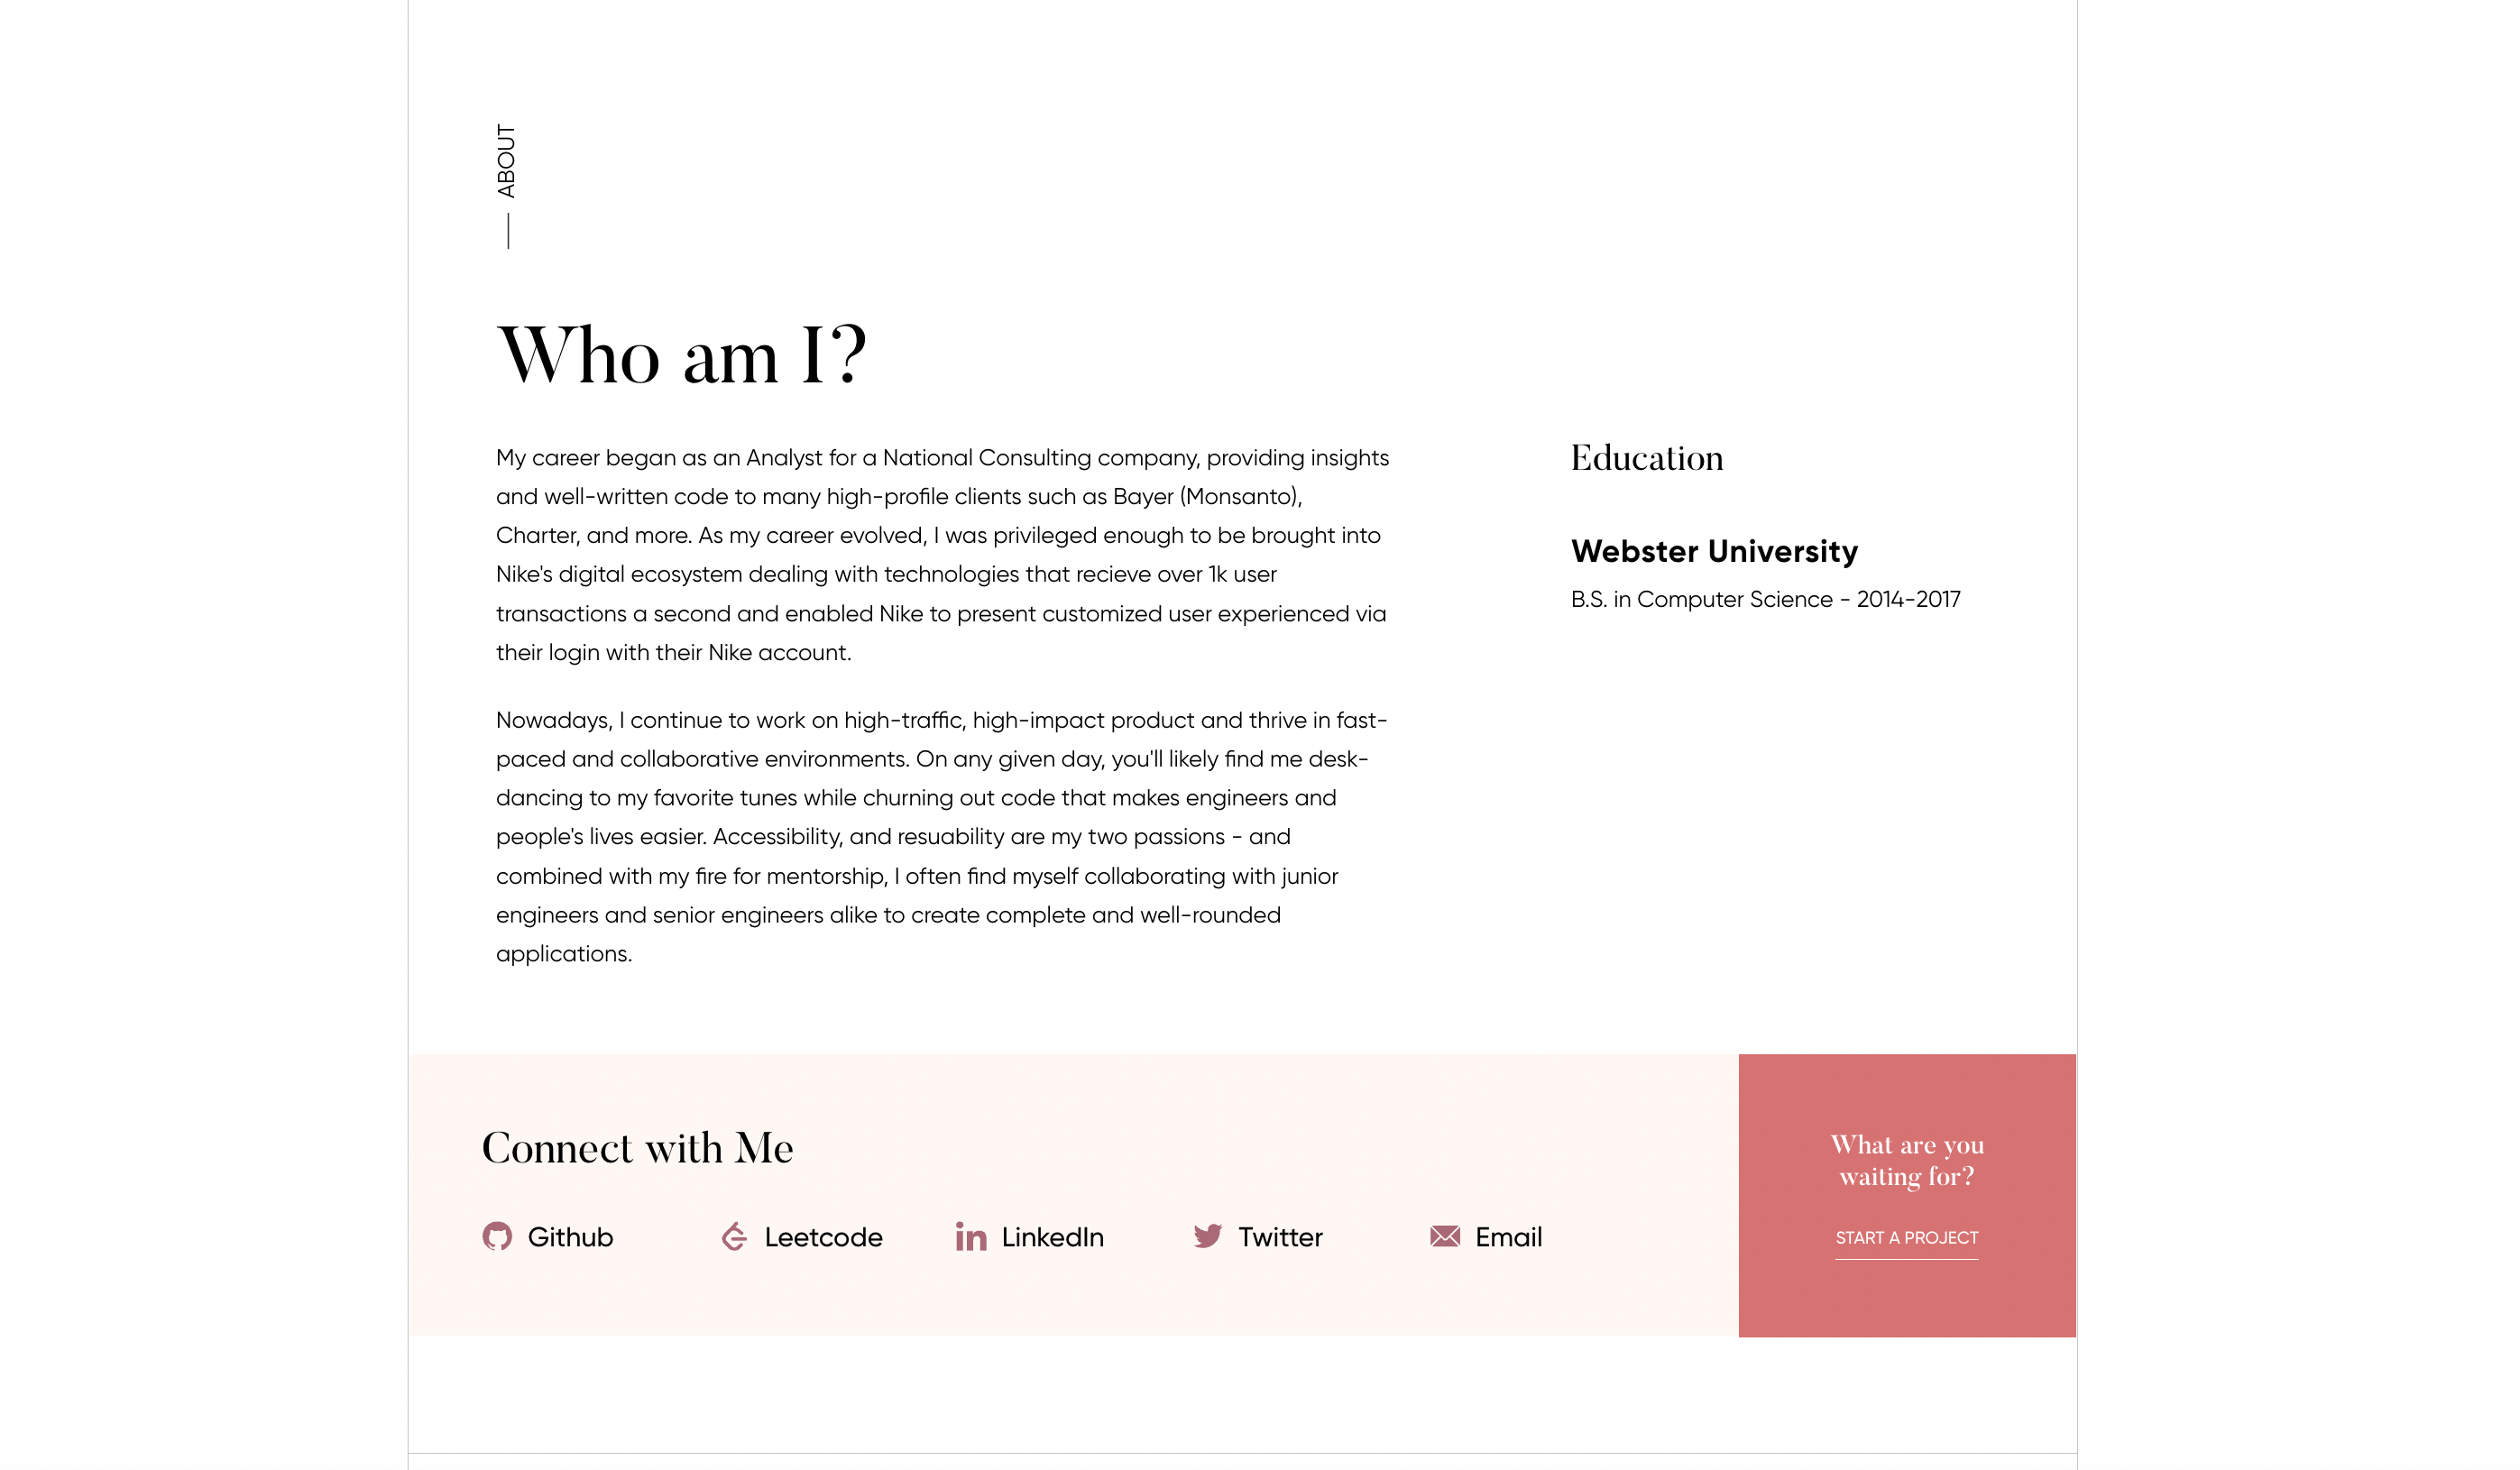 ABOUT
Who am I?
My career began as an Analyst for a National Consulting company, providing insights
and well-written code to many high-profile clients such as Bayer (Monsanto),
Charter, and more. As my career evolved, I was privileged enough to be brought into
Nike's digital ecosystem dealing with technologies that recieve over 1k user
transactions a second and enabled Nike to present customized user experienced via
their login with their Nike account.
Nowadays, I continue to work on high-traffic, high-impact product and thrive in fast-
paced and collaborative environments. On any given day, you'll likely find me desk-
dancing to my favorite tunes while churning out code that makes engineers and
people's lives easier. Accessibility, and resuability are my two passions - and
combined with my fire for mentorship, I often find myself collaborating with junior
engineers and senior engineers alike to create complete and well-rounded
applications.
Education
Webster University
B.S. in Computer Science - 2014-2017
Connect with Me
Github
Leetcode
LinkedIn
Twitter
Email
What are you
waiting for?
START A PROJECT